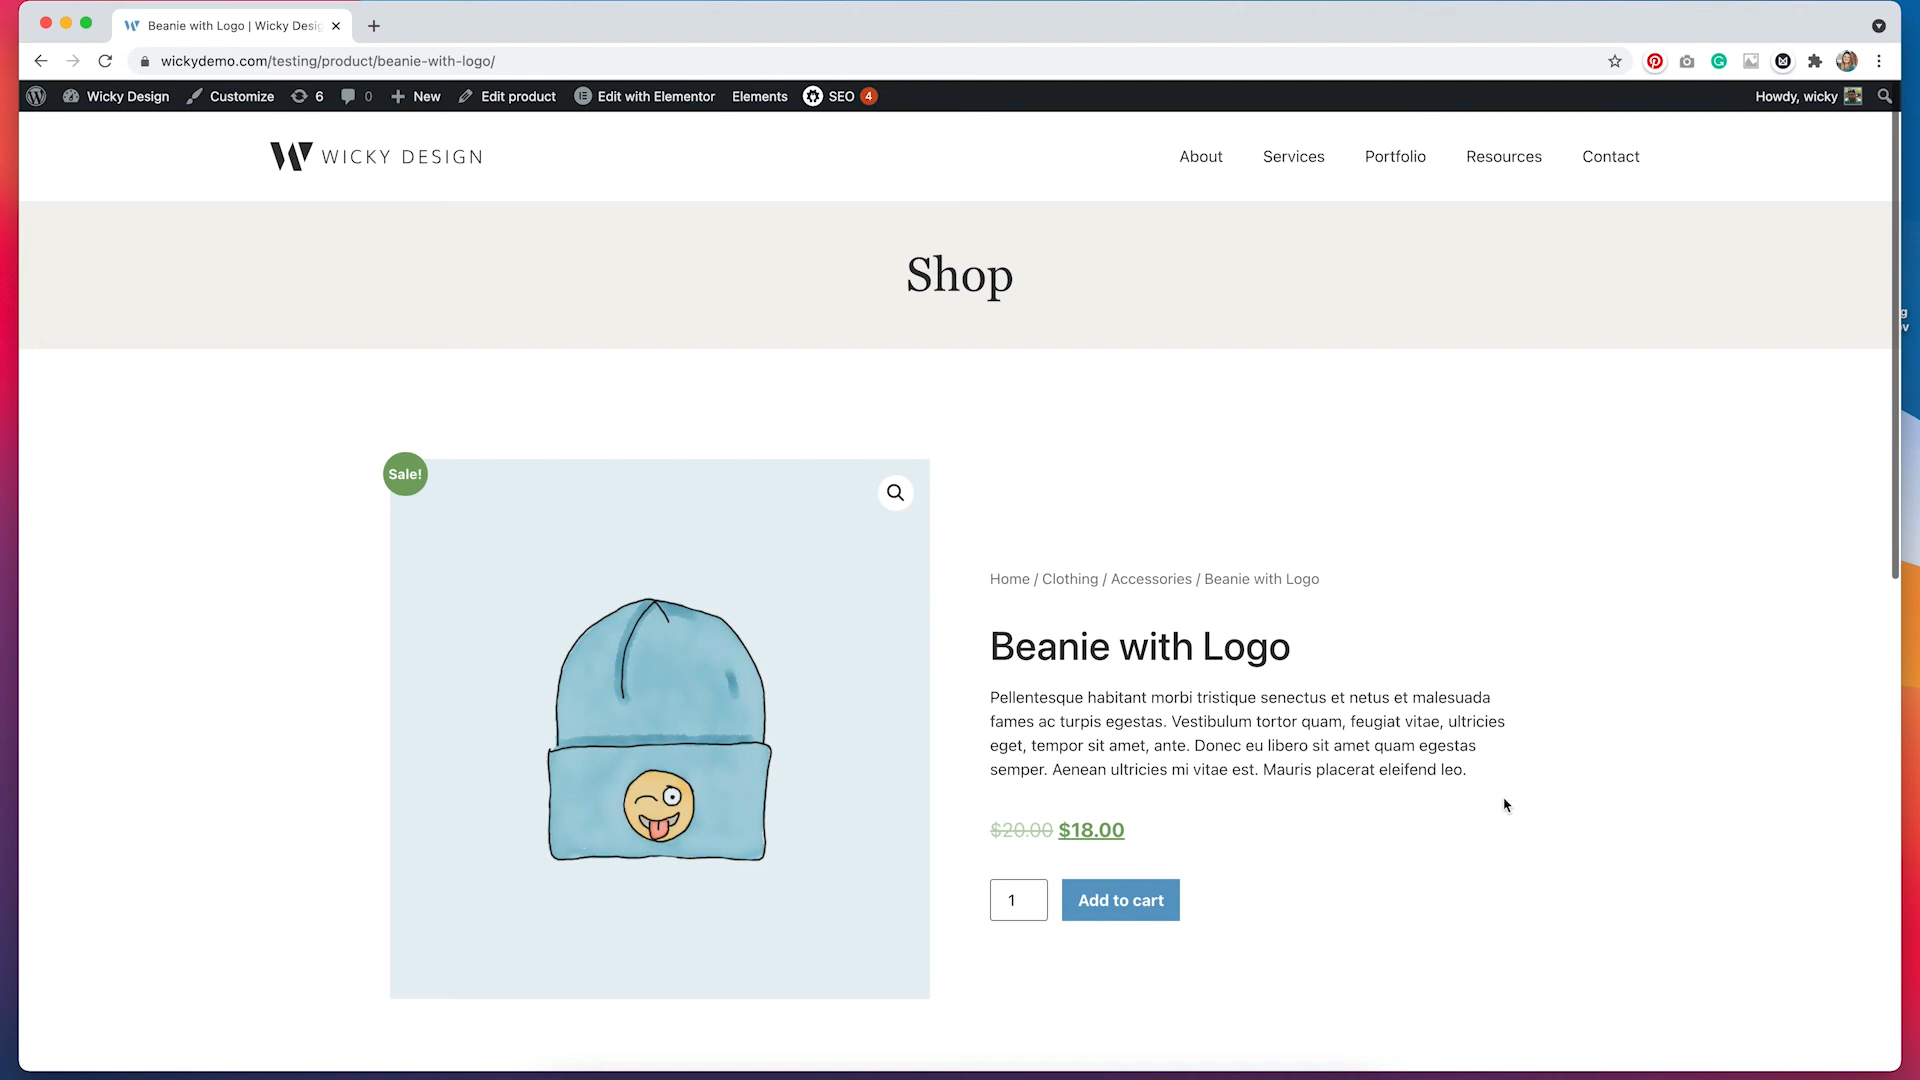 Beanie with Logo | Wicky Desi
wickydemo.com/testing/product/beanie-with-logo/
Wicky Design Customize 6 0 New Edit product Edit with Elementor Elements SEO 4 Howdy, wicky
WICKY DESIGN About Services Portfolio Resources Contact
Shop
Sale!
Home / Clothing / Accessories / Beanie with Logo
Beanie with Logo
Pellentesque habitant morbi tristique senectus et netus et malesuada
fames ac turpis egestas. Vestibulum tortor quam, feugiat vitae, ultricies
eget, tempor sit amet, ante. Donec eu libero sit amet quam egestas
semper. Aenean ultricies mi vitae est. Mauris placerat eleifend leo.
$20.00 $18.00
1 Add to cart